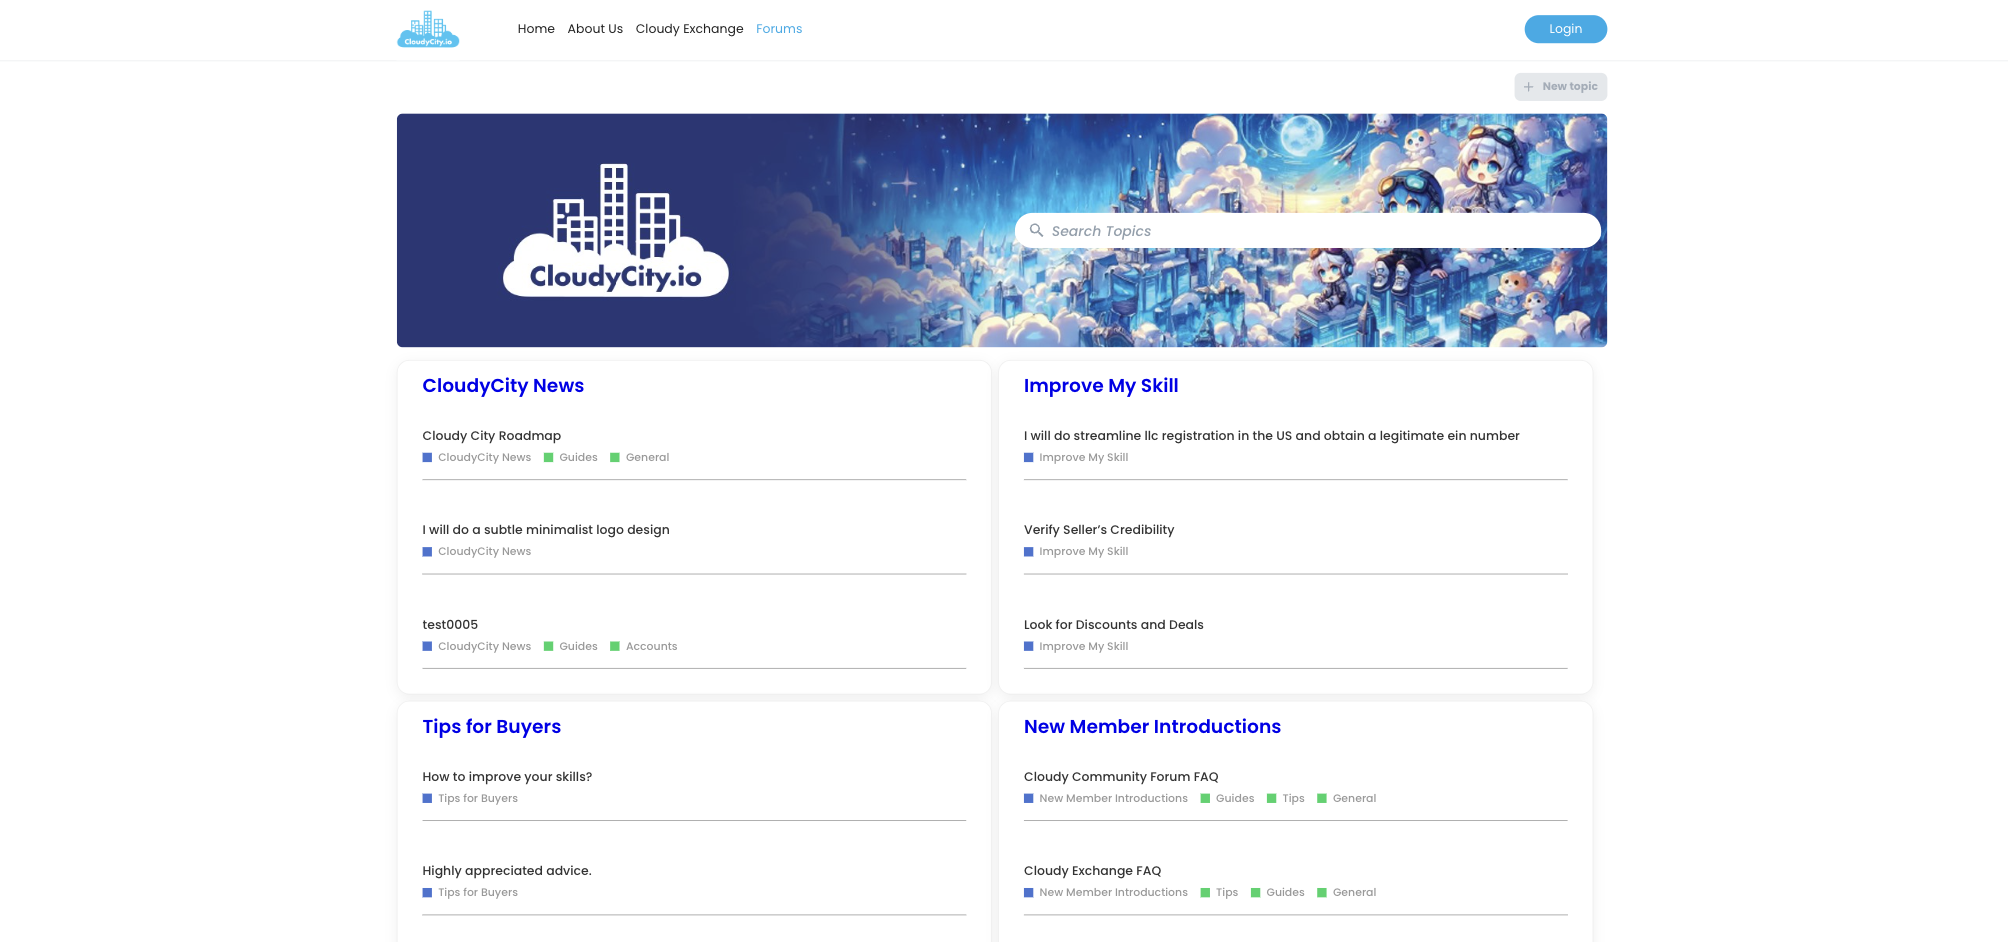 CloudyCity.io
Home About Us Cloudy Exchange Forums
Login
New topic
CloudyCity.io
Search Topics
CloudyCity News
Cloudy City Roadmap
CloudyCity News Guides General
I will do a subtle minimalist logo design
CloudyCity News
test0005
CloudyCity News Guides Accounts
Improve My Skill
I will do streamline llc registration in the US and obtain a legitimate ein number
Improve My Skill
Verify Seller's Credibility
Improve My Skill
Look for Discounts and Deals
Improve My Skill
Tips for Buyers
How to improve your skills?
Tips for Buyers
Highly appreciated advice.
Tips for Buyers
New Member Introductions
Cloudy Community Forum FAQ
New Member Introductions Guides Tips General
Cloudy Exchange FAQ
New Member Introductions Tips Guides General